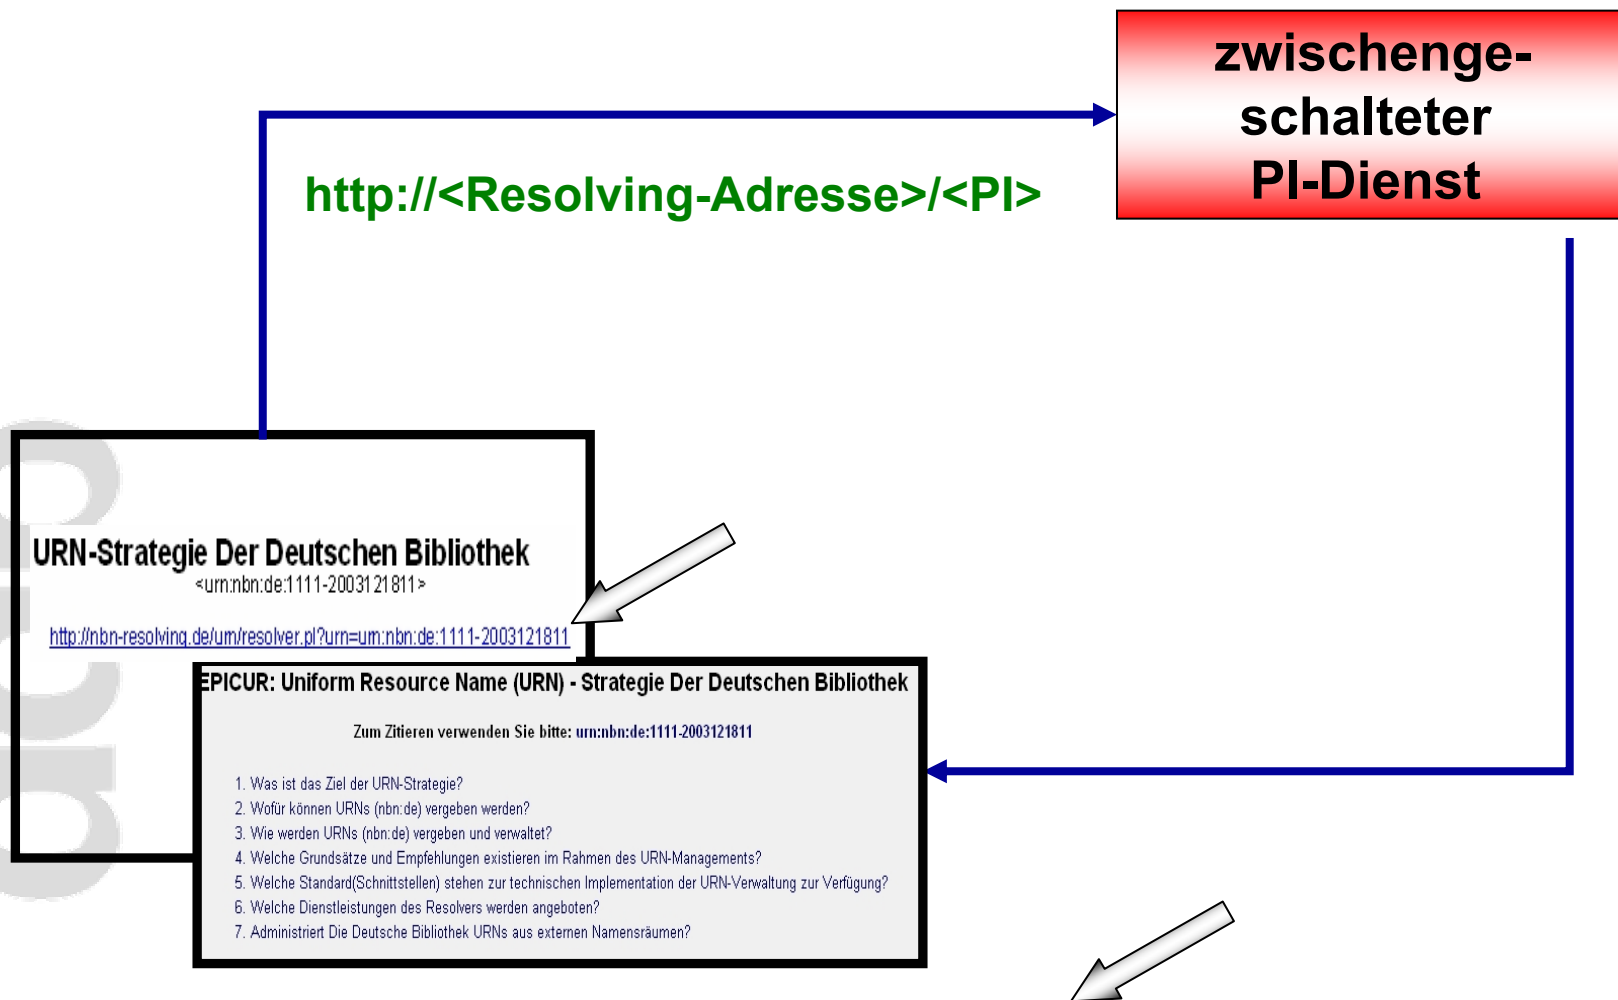 zwischenge-
schalteter
PI-Dienst
http://<Resolving-Adresse>/<PI>
URN-Strategie Der Deutschen Bibliothek
<urn:nbn:de:1111-2003121811>
http://nbn-resolving.de/urn/resolver.pl?urn=urn:nbn:de:1111-2003121811
EPICUR: Uniform Resource Name (URN) - Strategie Der Deutschen Bibliothek
Zum Zitieren verwenden Sie bitte: urn:nbn:de:1111-2003121811
1. Was ist das Ziel der URN-Strategie?
2. Wofür können URNs (nbn:de) vergeben werden?
3. Wie werden URNs (nbn:de) vergeben und verwaltet?
4. Welche Grundsätze und Empfehlungen existieren im Rahmen des URN-Managements?
5. Welche Standard(Schnittstellen) stehen zur technischen Implementation der URN-Verwaltung zur Verfügung?
6. Welche Dienstleistungen des Resolvers werden angeboten?
7. Administriert Die Deutsche Bibliothek URNs aus externen Namensräumen?